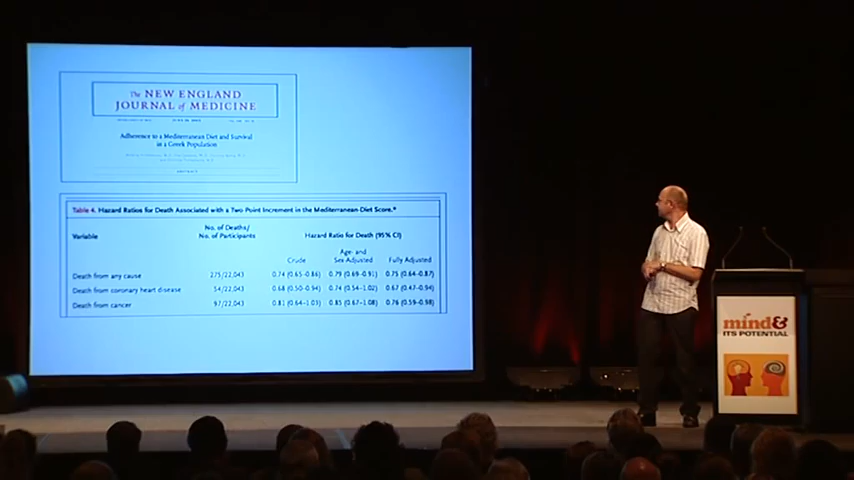 The NEW ENGLAND
JOURNAL of MEDICINE
Adherence to a Mediterranean Diet and Survival
in a Greek Population
ABSTRACT
Table 4. Hazard Ratios for Death Associated with a Two-Point Increment in the Mediterranean-Diet Score.*
Variable No. of Deaths/ No. of Participants Hazard Ratio for Death (95% CI)
Crude Age- and Sex-Adjusted Fully Adjusted
Death from any cause 275/22,043 0.74 (0.65–0.86) 0.79 (0.69–0.91) 0.75 (0.64–0.87)
Death from coronary heart disease 54/22,043 0.68 (0.50–0.94) 0.74 (0.54–1.02) 0.67 (0.47–0.94)
Death from cancer 97/22,043 0.81 (0.64–1.03) 0.85 (0.67–1.08) 0.76 (0.59–0.98)
mind&
ITS POTENTIAL